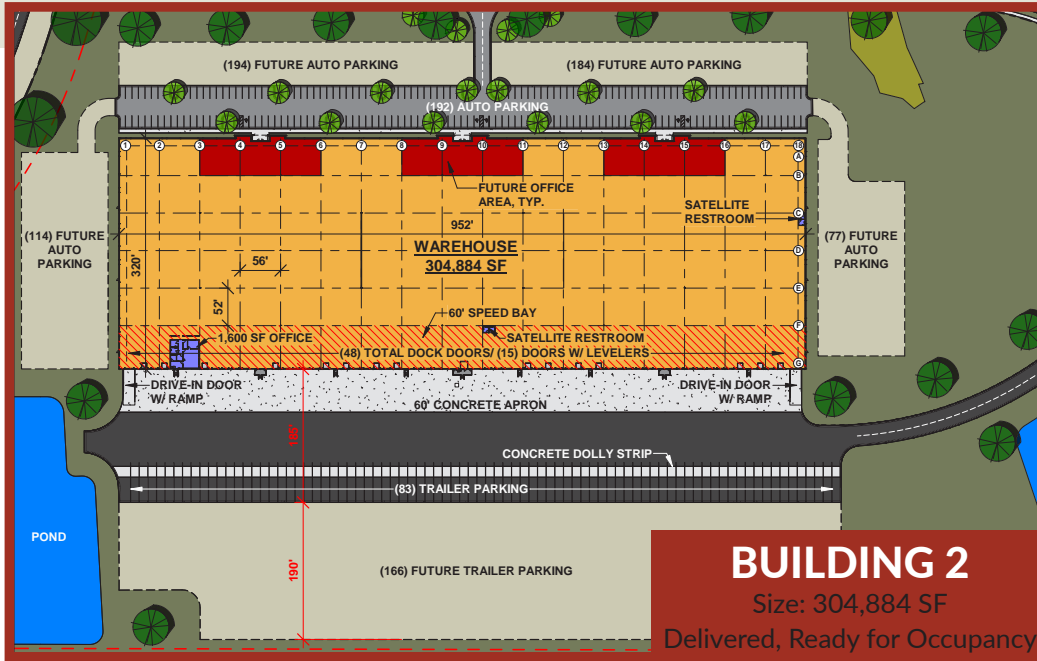 (194) FUTURE AUTO PARKING
(184) FUTURE AUTO PARKING
(192) AUTO PARKING
1 2 3 4 5 6 7 8 9 10 11 12 13 14 15 16 17 18
A
B
C
D
E
F
G
FUTURE OFFICE
AREA, TYP.
SATELLITE
RESTROOM
952'
(114) FUTURE
AUTO
PARKING
320'
WAREHOUSE
304.884 SF
(77) FUTURE
AUTO
PARKING
56'
52'
60' SPEED BAY
1,600 SF OFFICE
SATELLITE RESTROOM
(48) TOTAL DOCK DOORS/ (15) DOORS W/ LEVELERS
DRIVE-IN DOOR
W/ RAMP
DRIVE-IN DOOR
W/ RAMP
60' CONCRETE APRON
185'
CONCRETE DOLLY STRIP
(83) TRAILER PARKING
POND
190'
(166) FUTURE TRAILER PARKING
BUILDING 2
Size: 304,884 SF
Delivered, Ready for Occupancy